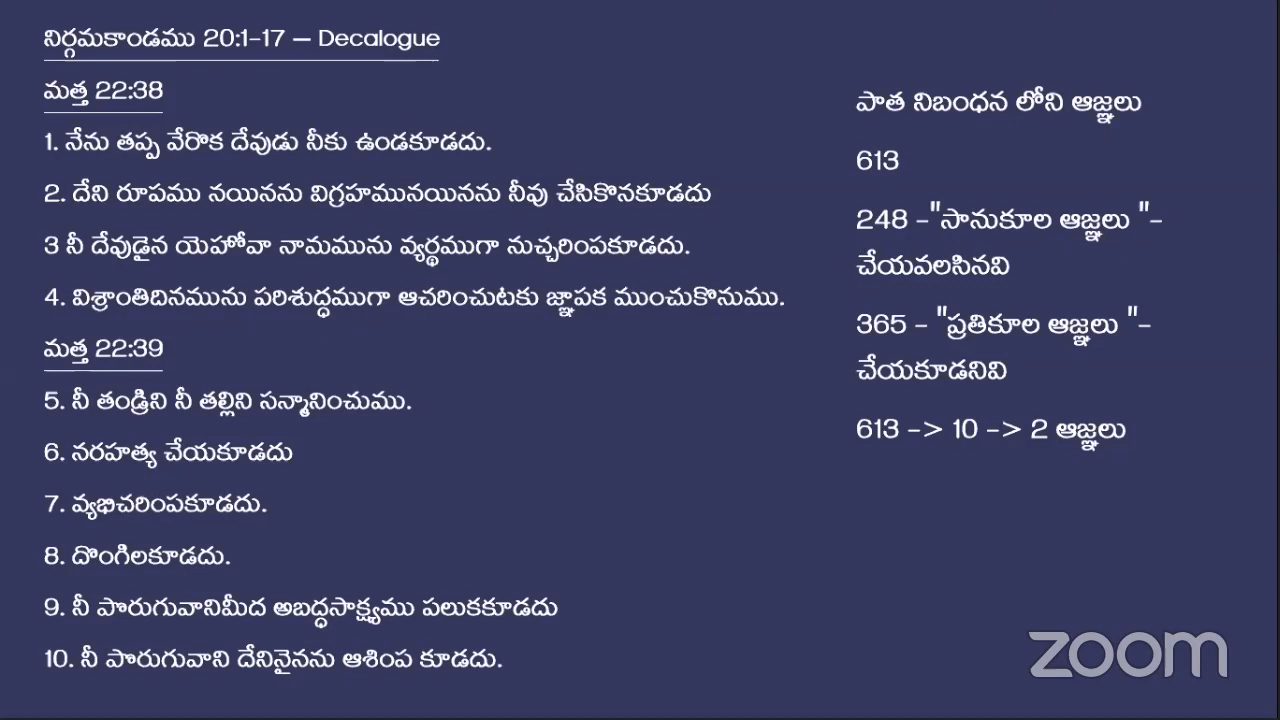 నిర్గమకాండము 20:1-17 – Decalogue
మత్త 22:38
1. నేను తప్ప వేరొక దేవుడు నీకు ఉండకూడదు.
2. దేని రూపము నయినను విగ్రహమునయినను నీవు చేసికొనకూడదు
3 నీ దేవుడైన యెహోవా నామమును వ్యర్థముగా నుచ్చరింపకూడదు.
4. విశ్రాంతిదినమును పరిశుద్ధముగా ఆచరించుటకు జ్ఞాపక ముంచుకొనుము.
మత్త 22:39
5. నీ తండ్రిని నీ తల్లిని సన్మానించుము.
6. నరహత్య చేయకూడదు
7. వ్యభిచరింపకూడదు.
8. దొంగిలకూడదు.
9. నీ పొరుగువానిమీద అబద్ధసాక్ష్యము పలుకకూడదు
10. నీ పొరుగువాని దేనినైనను ఆశింప కూడదు.
పాత నిబంధన లోని ఆజ్ఞలు
613
248 -"సానుకూల ఆజ్ఞలు "-
చేయవలసినవి
365 - "ప్రతికూల ఆజ్ఞలు "-
చేయకూడనివి
613 -> 10 -> 2 ఆజ్ఞలు
zoom